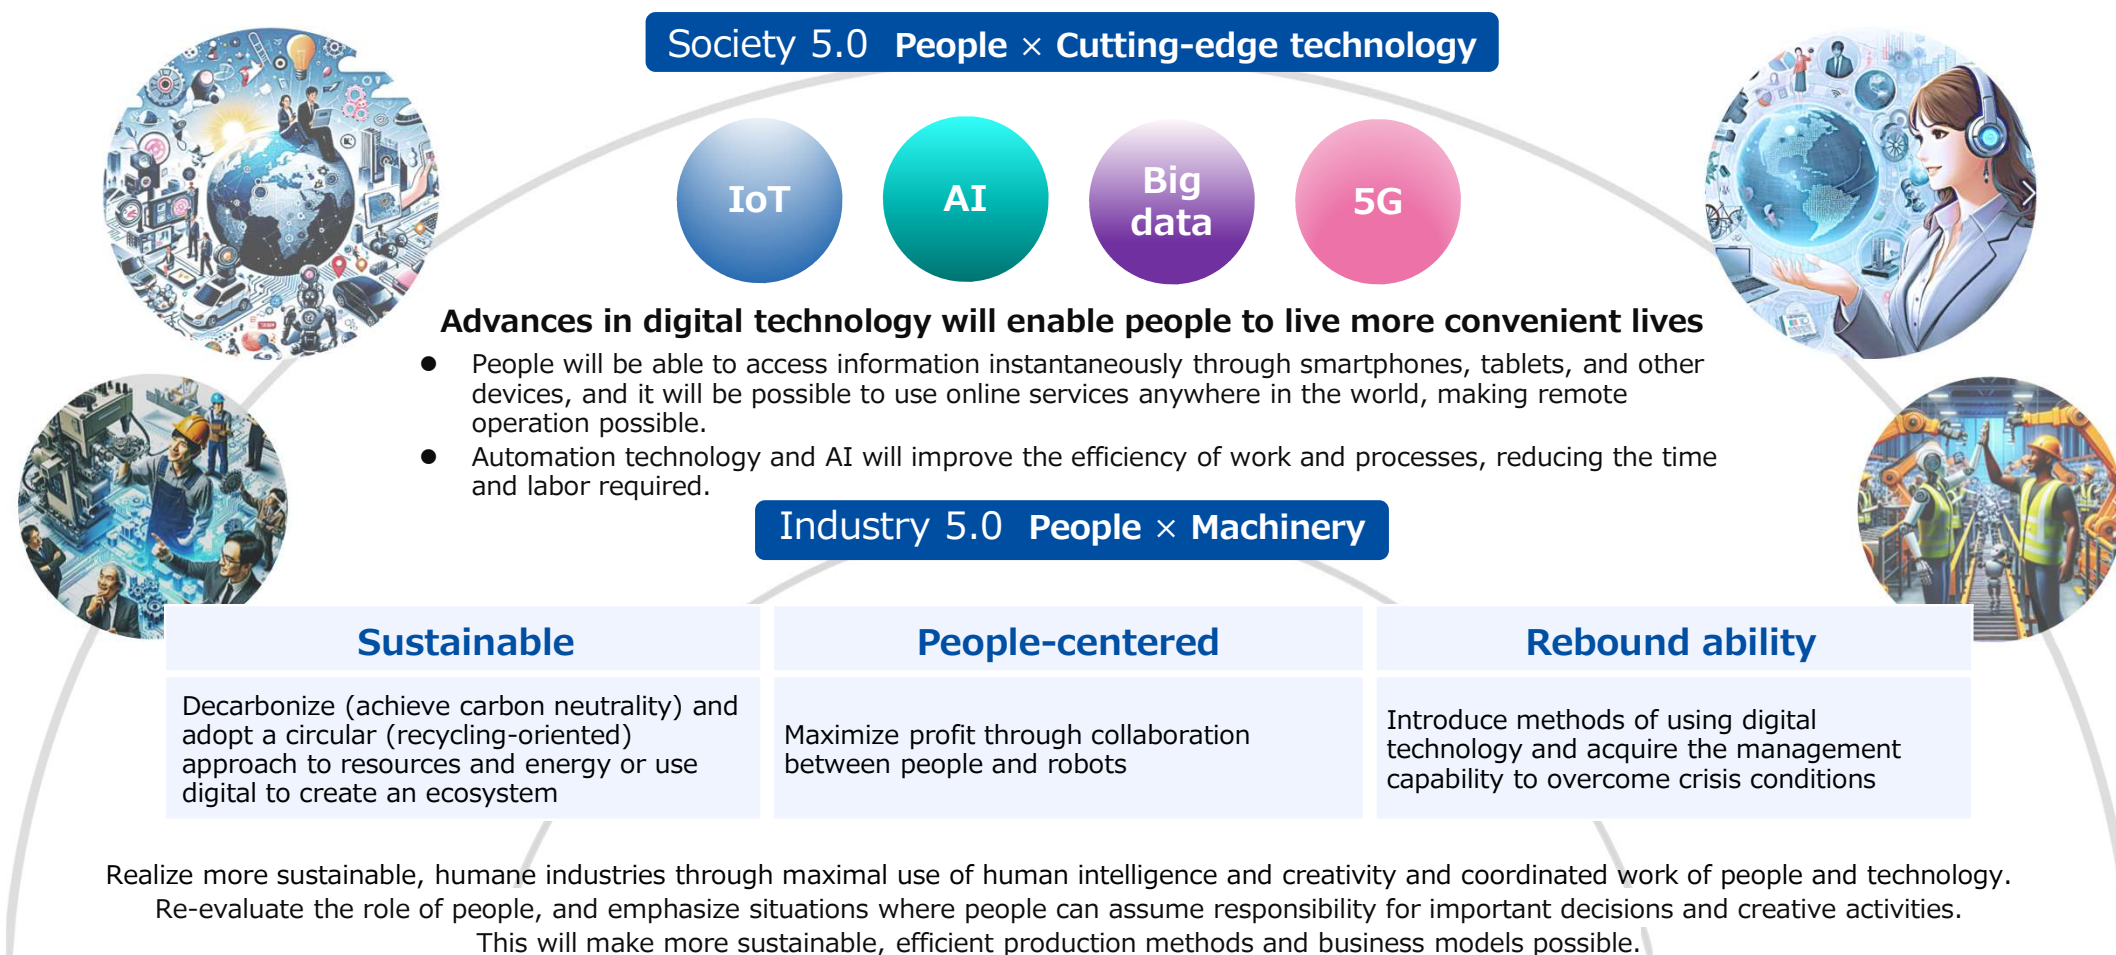 Society 5.0 People × Cutting-edge technology
IoT
AI
Big
data
5G
Advances in digital technology will enable people to live more convenient lives
● People will be able to access information instantaneously through smartphones, tablets, and other
devices, and it will be possible to use online services anywhere in the world, making remote
operation possible.
● Automation technology and AI will improve the efficiency of work and processes, reducing the time
and labor required.
Industry 5.0 People × Machinery
Sustainable
Decarbonize (achieve carbon neutrality) and
adopt a circular (recycling-oriented)
approach to resources and energy or use
digital to create an ecosystem
People-centered
Maximize profit through collaboration
between people and robots
Rebound ability
Introduce methods of using digital
technology and acquire the management
capability to overcome crisis conditions
Realize more sustainable, humane industries through maximal use of human intelligence and creativity and coordinated work of people and technology.
Re-evaluate the role of people, and emphasize situations where people can assume responsibility for important decisions and creative activities.
This will make more sustainable, efficient production methods and business models possible.